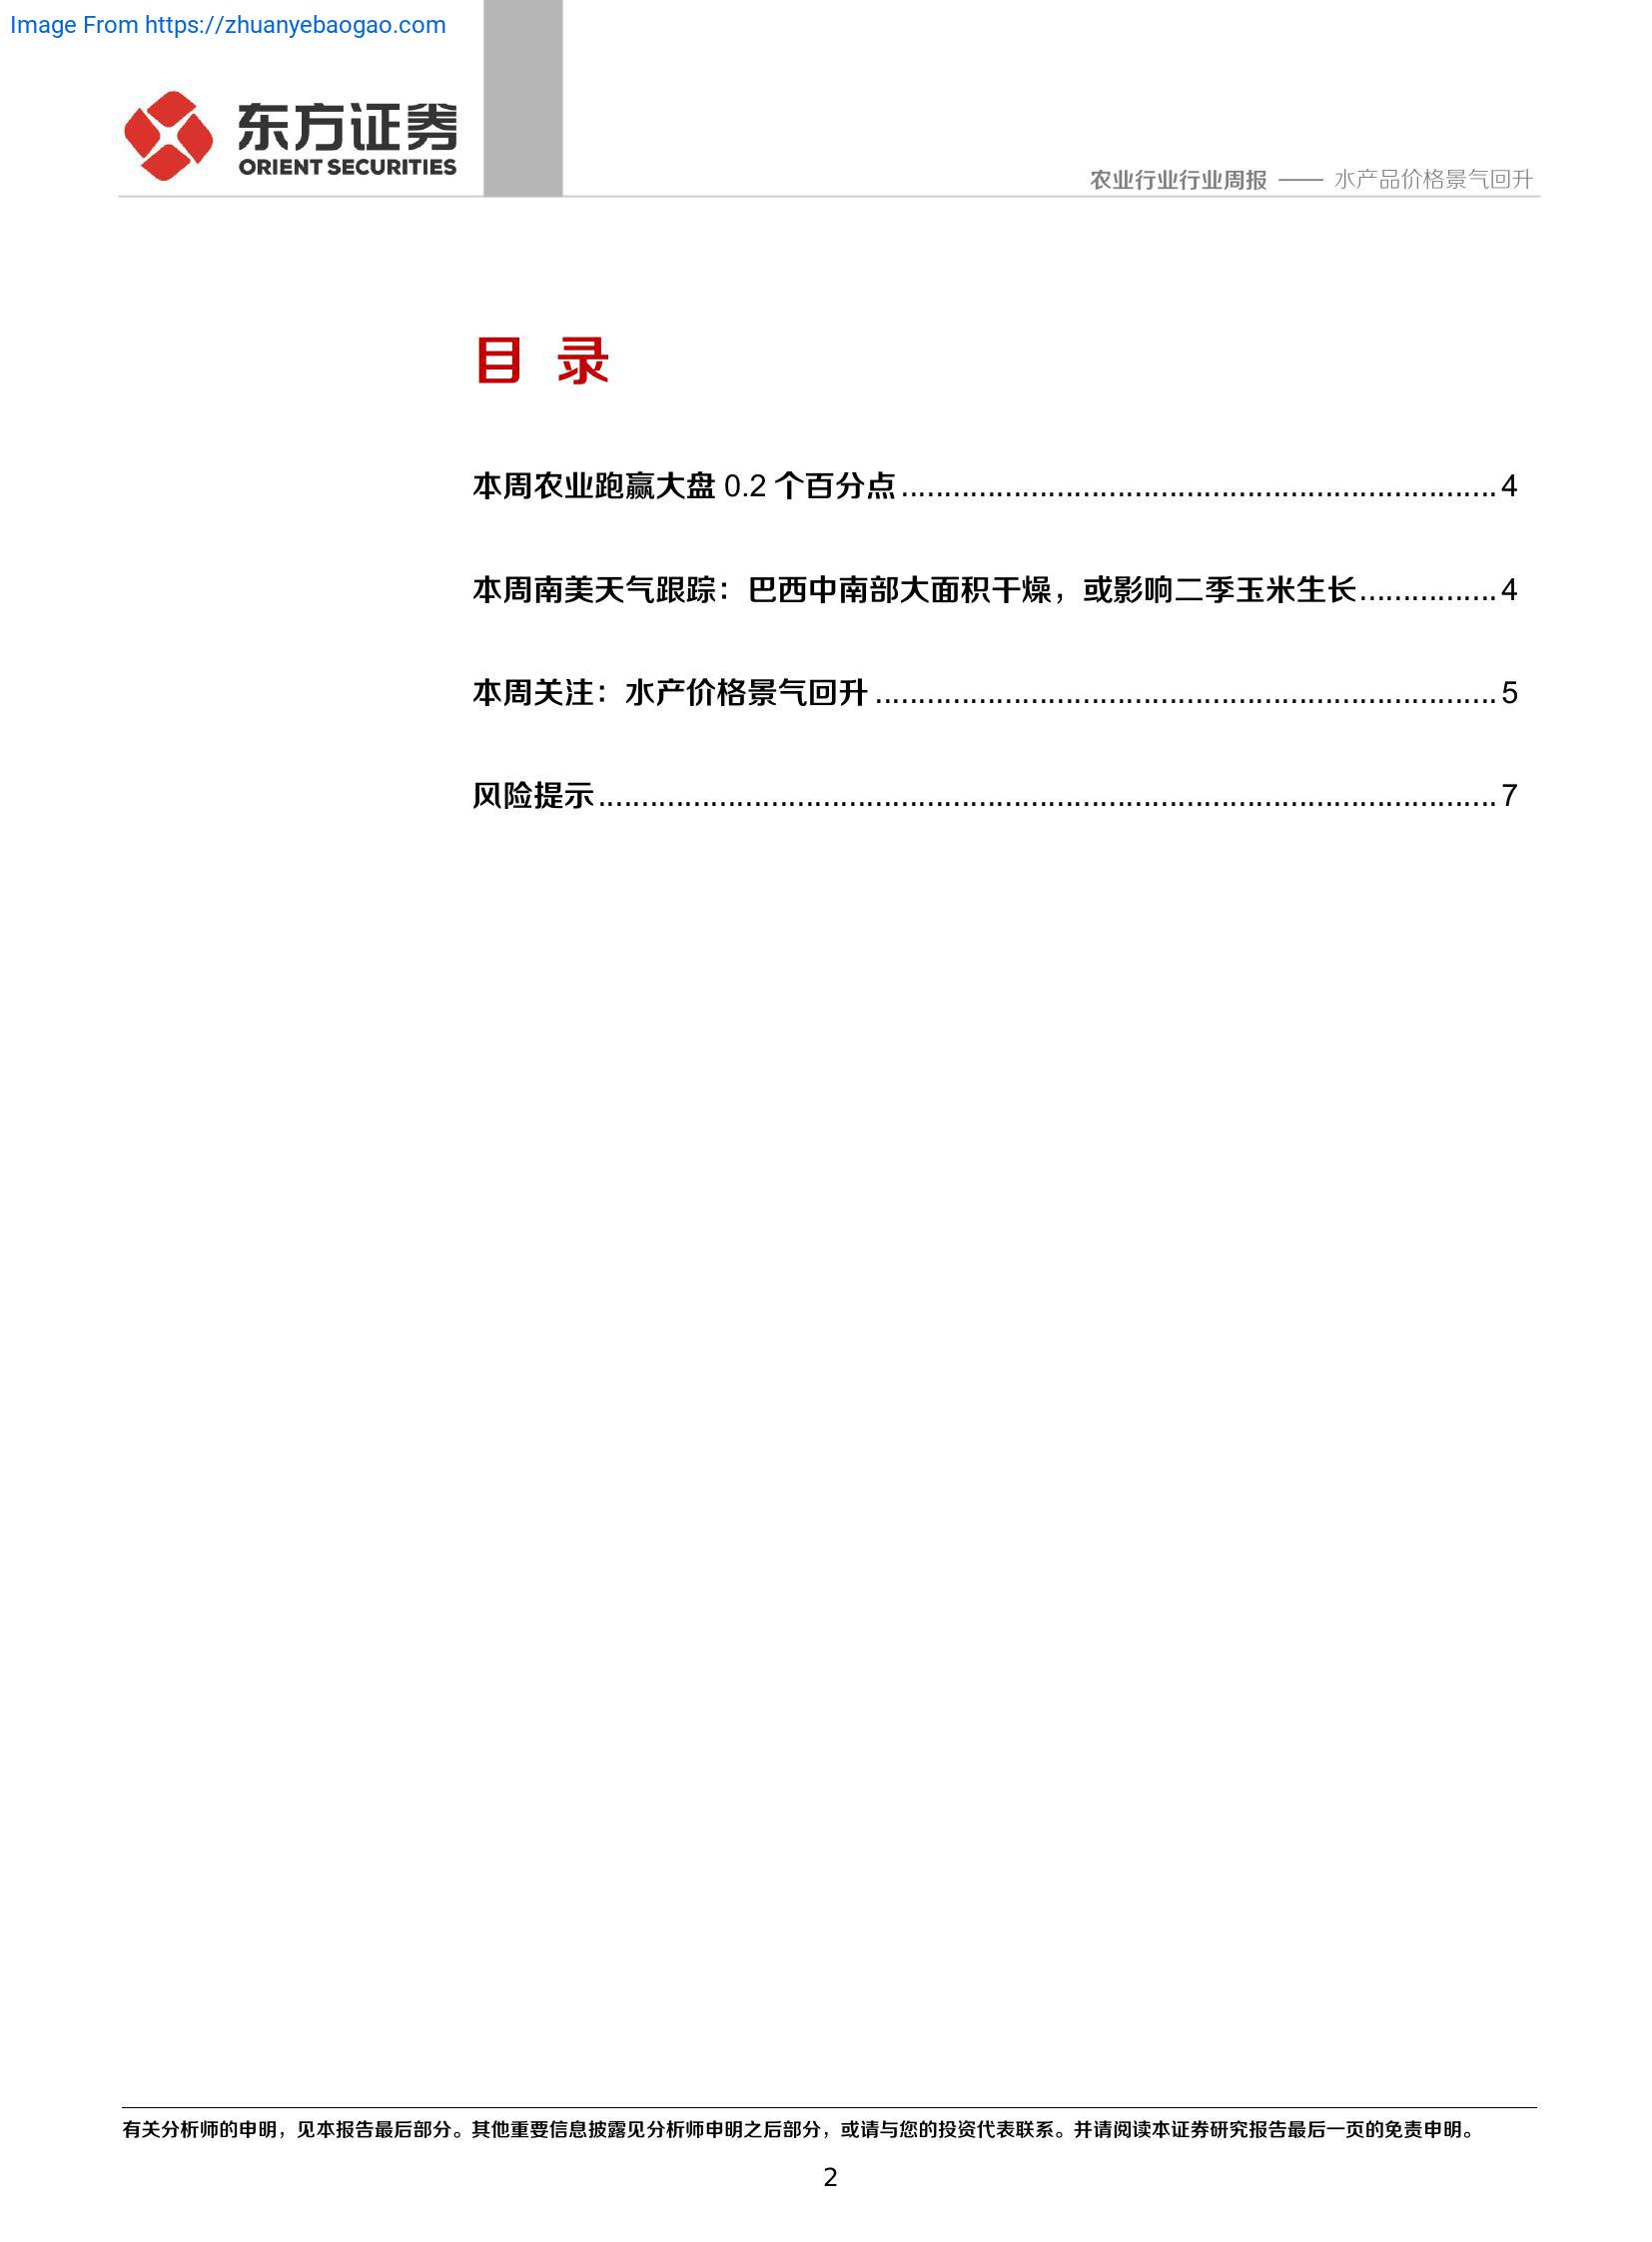 Image From https://zhuanyebaogao.com
东方证券
ORIENT SECURITIES
农业行业行业周报 —— 水产品价格景气回升
目 录
本周农业跑赢大盘 0.2 个百分点 ..................................................................... 4
本周南美天气跟踪：巴西中南部大面积干燥，或影响二季玉米生长................ 4
本周关注：水产价格景气回升 ........................................................................ 5
风险提示........................................................................................................ 7
有关分析师的申明，见本报告最后部分。其他重要信息披露见分析师申明之后部分，或请与您的投资代表联系。并请阅读本证券研究报告最后一页的免责申明。
2